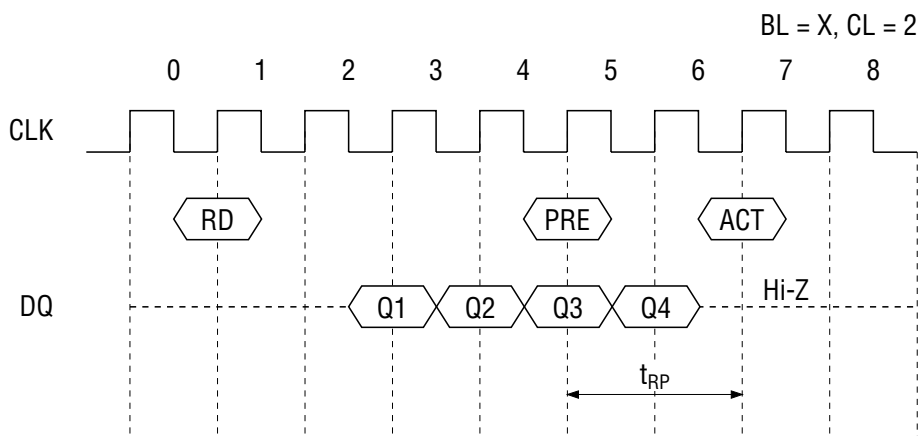 BL = X, CL = 2
0 1 2 3 4 5 6 7 8
CLK
RD PRE ACT
DQ Q1 Q2 Q3 Q4 Hi-Z
tRP